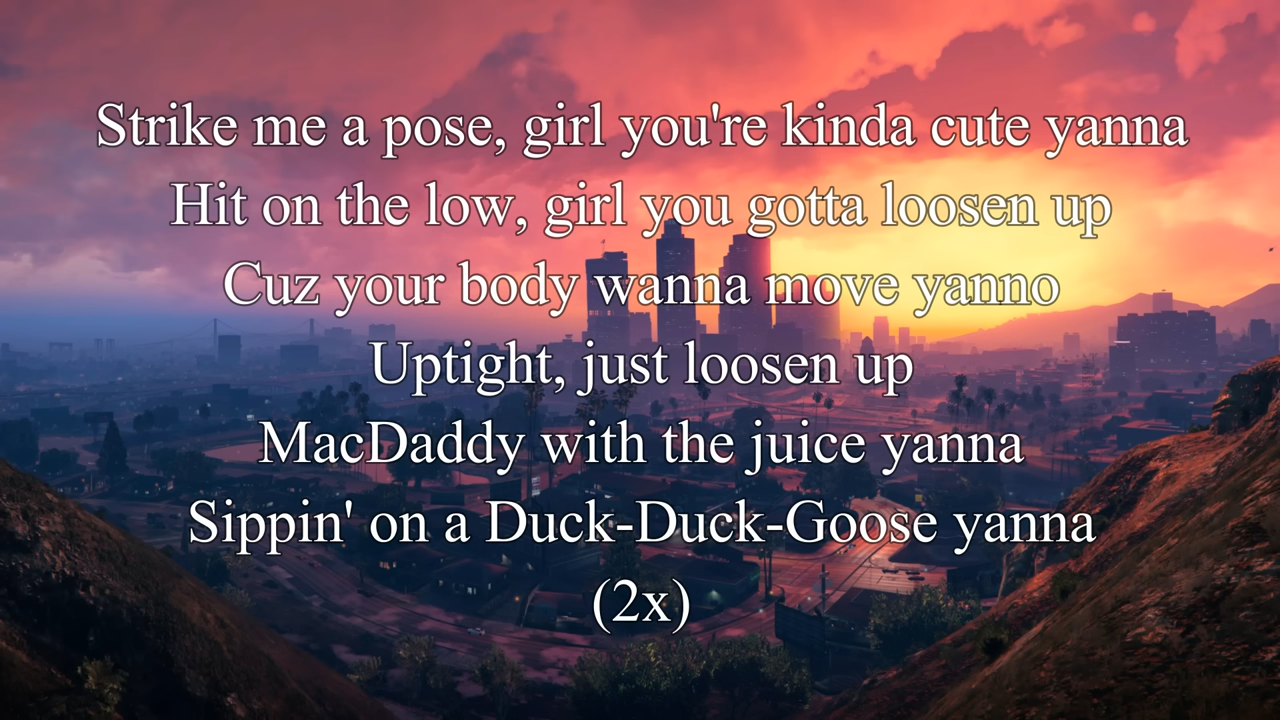 Strike me a pose, girl you're kinda cute yanna
Hit on the low, girl you gotta loosen up
Cuz your body wanna move yanno
Uptight, just loosen up
MacDaddy with the juice yanna
Sippin' on a Duck-Duck-Goose yanna
(2x)